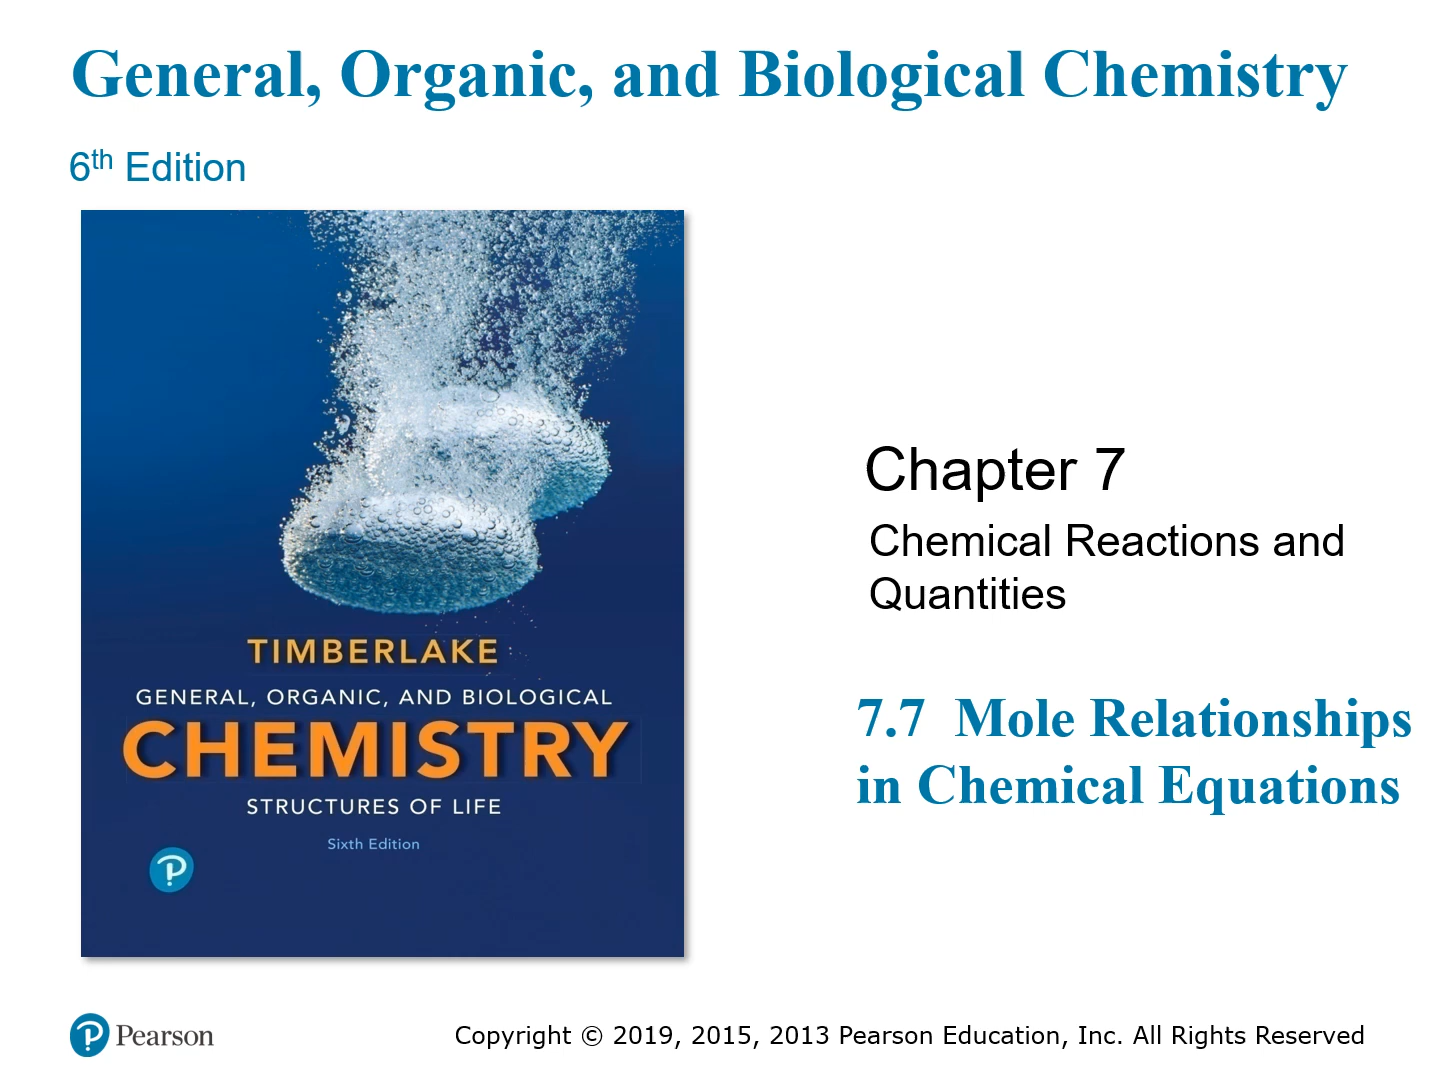 General, Organic, and Biological Chemistry
6th Edition
TIMBERLAKE
GENERAL, ORGANIC, AND BIOLOGICAL
CHEMISTRY
STRUCTURES OF LIFE
Sixth Edition
P
Chapter 7
Chemical Reactions and
Quantities
7.7 Mole Relationships
in Chemical Equations
P Pearson
Copyright © 2019, 2015, 2013 Pearson Education, Inc. All Rights Reserved